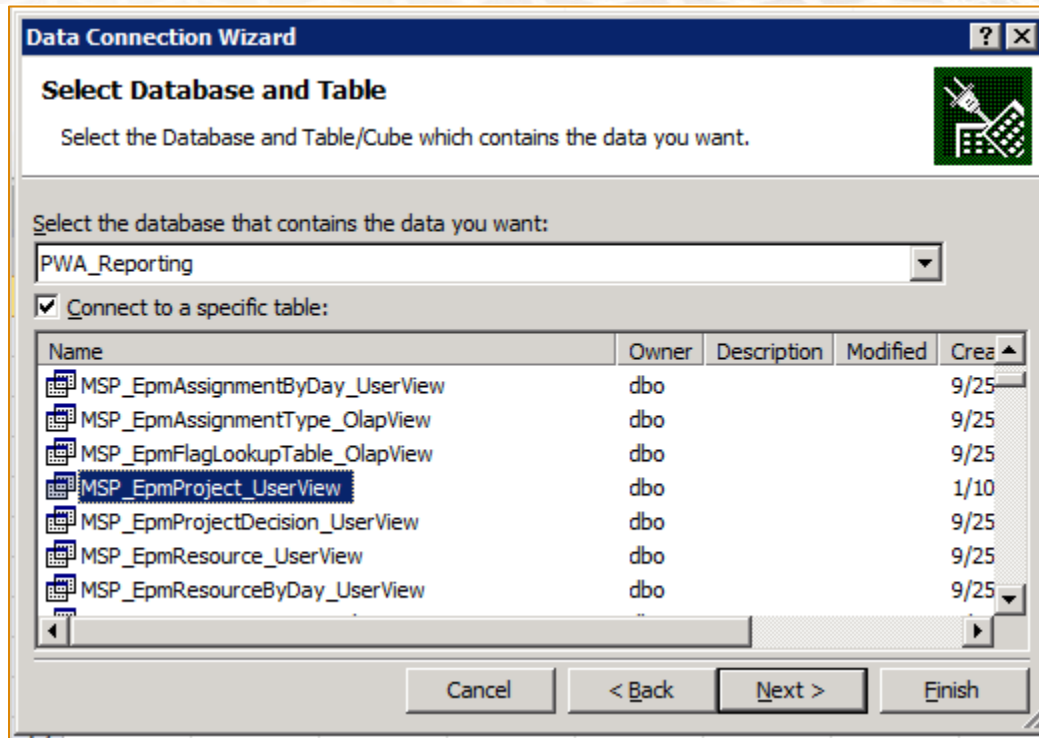 Data Connection Wizard
Select Database and Table
Select the Database and Table/Cube which contains the data you want.
Select the database that contains the data you want:
PWA_Reporting
Connect to a specific table:
Name Owner Description Modified Crea
MSP_EpmAssignmentByDay_UserView dbo 9/25
MSP_EpmAssignmentType_OlapView dbo 9/25
MSP_EpmFlagLookupTable_OlapView dbo 9/25
MSP_EpmProject_UserView dbo 1/10
MSP_EpmProjectDecision_UserView dbo 9/25
MSP_EpmResource_UserView dbo 9/25
MSP_EpmResourceByDay_UserView dbo 9/25
Cancel < Back Next > Finish